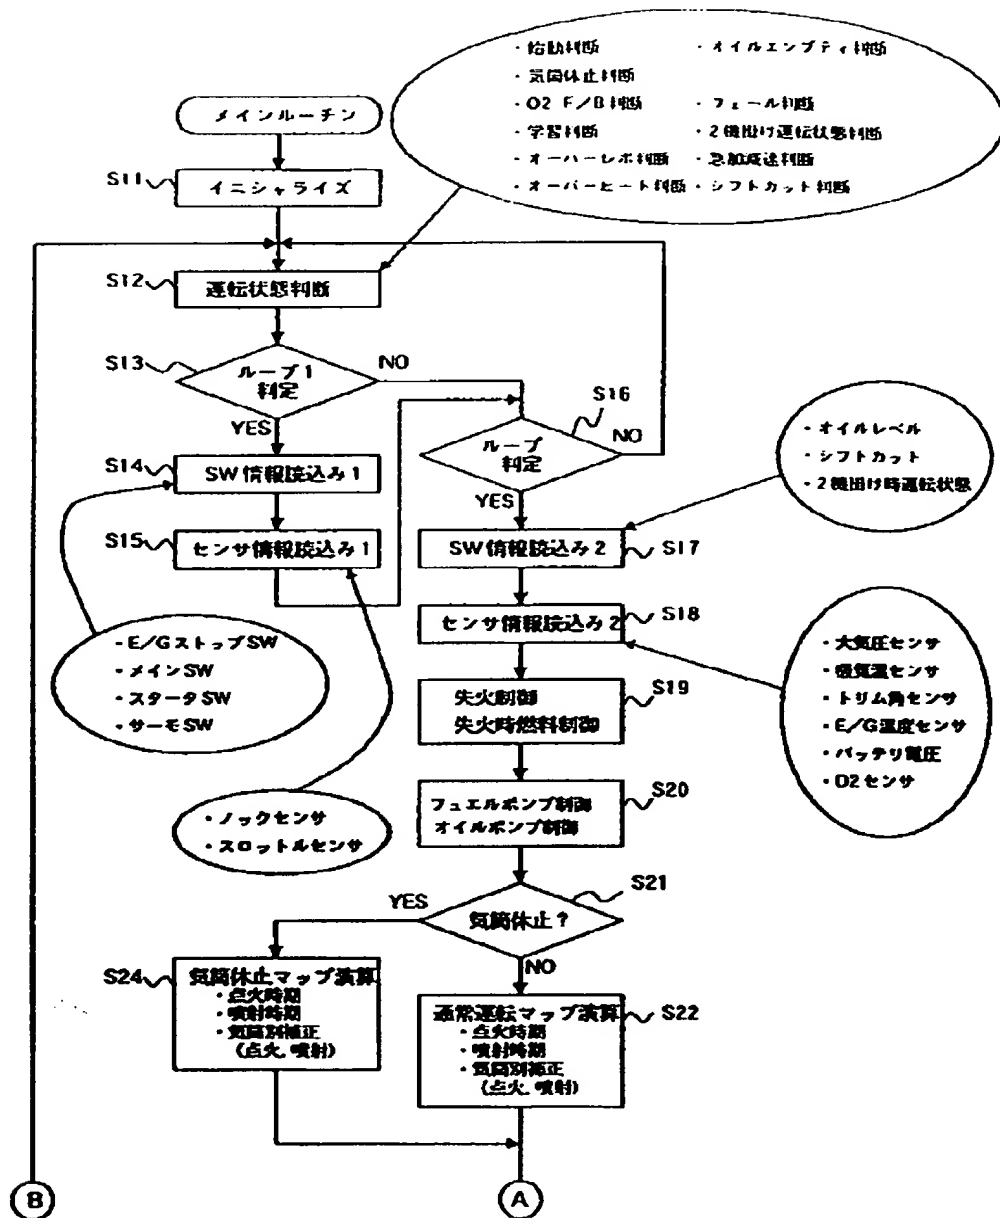 メインルーチン
・始動判断
・オイルエンプティ判断
・気筒休止判断
・O2 F/B判断
・フェール判断
・学習判断
・2機掛け運転状態判断
・オーバーレボ判断
・急加減速判断
・オーバーヒート判断
・シフトカット判断
S11
イニシャライズ
S12
運転状態判断
S13
ループ1
判定
NO
YES
S14
SW情報読込み1
S15
センサ情報読込み1
S16
ループ
判定
NO
YES
・オイルレベル
・シフトカット
・2機掛け時運転状態
SW情報読込み2
S17
センサ情報読込み2
S18
・E/GストップSW
・メインSW
・スタータSW
・サーモSW
・大気圧センサ
・吸気温センサ
・トリム角センサ
・E/G温度センサ
・バッテリ電圧
・O2センサ
失火制御
失火時燃料制御
S19
・ノックセンサ
・スロットルセンサ
フュエルポンプ制御
オイルポンプ制御
S20
気筒休止?
S21
YES
NO
S24
気筒休止マップ演算
・点火時期
・噴射時期
・気筒別補正
(点火,噴射)
通常運転マップ演算
・点火時期
・噴射時期
・気筒別補正
(点火,噴射)
S22
B
A